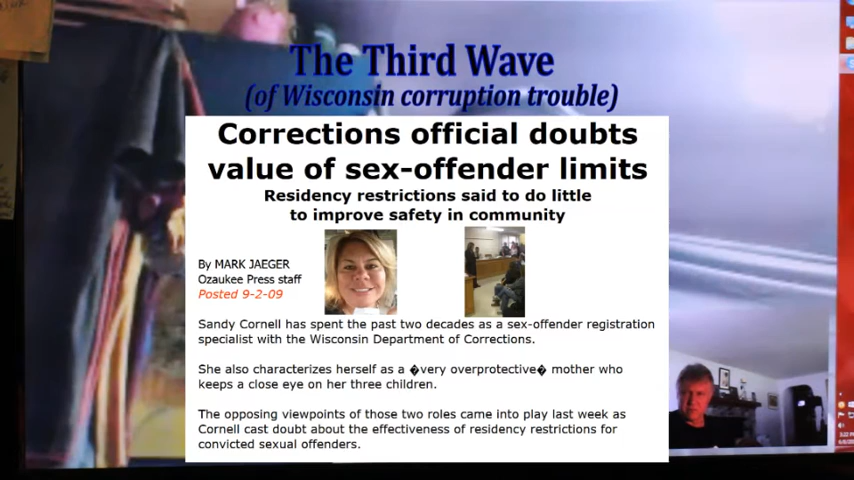 The Third Wave
(of Wisconsin corruption trouble)
Corrections official doubts
value of sex-offender limits
Residency restrictions said to do little
to improve safety in community
By MARK JAEGER
Ozaukee Press staff
Posted 9-2-09
Sandy Cornell has spent the past two decades as a sex-offender registration
specialist with the Wisconsin Department of Corrections.
She also characterizes herself as a �very overprotective� mother who
keeps a close eye on her three children.
The opposing viewpoints of those two roles came into play last week as
Cornell cast doubt about the effectiveness of residency restrictions for
convicted sexual offenders.